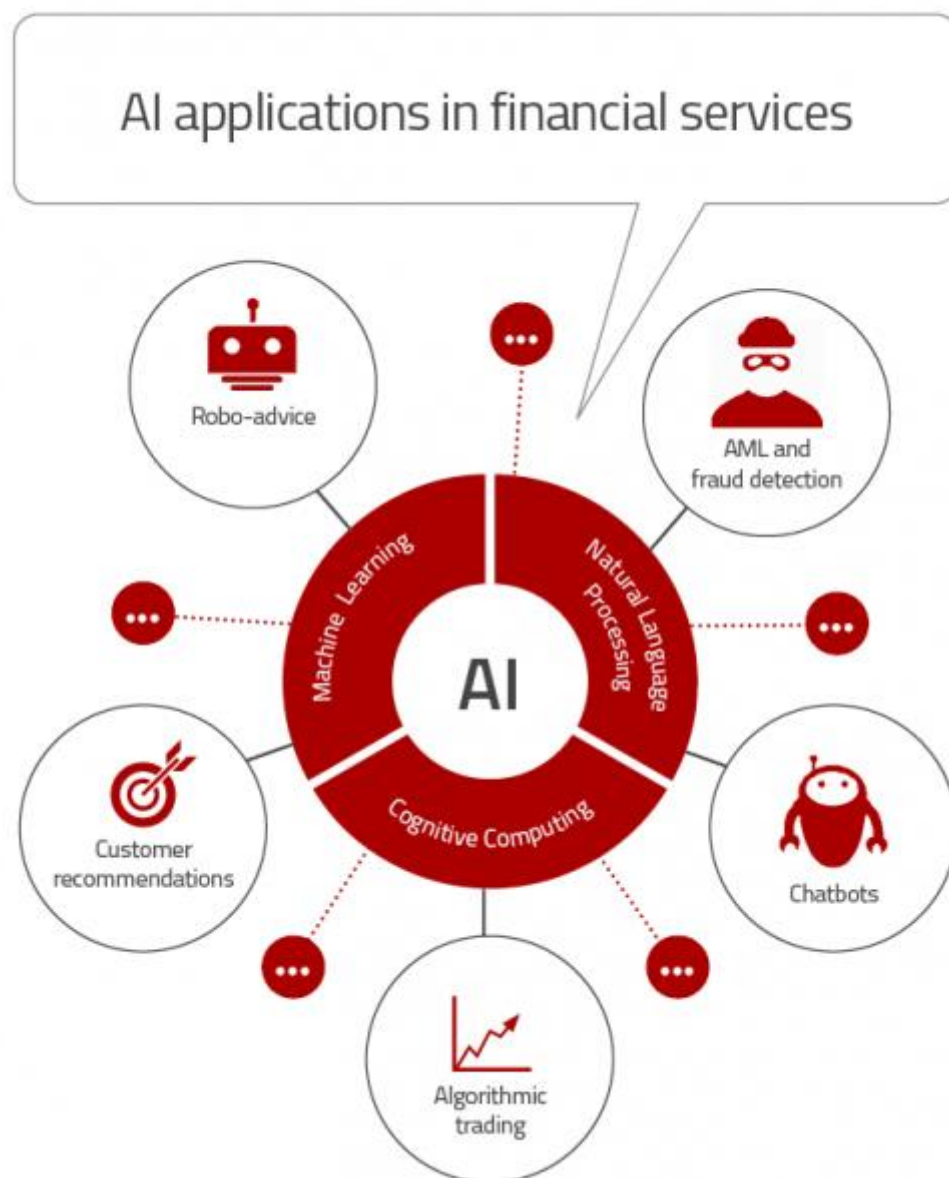 AI applications in financial services
Robo-advice
AML and
fraud detection
Machine Learning
Natural Language
Processing
AI
Cognitive Computing
Customer
recommendations
Chatbots
Algorithmic
trading